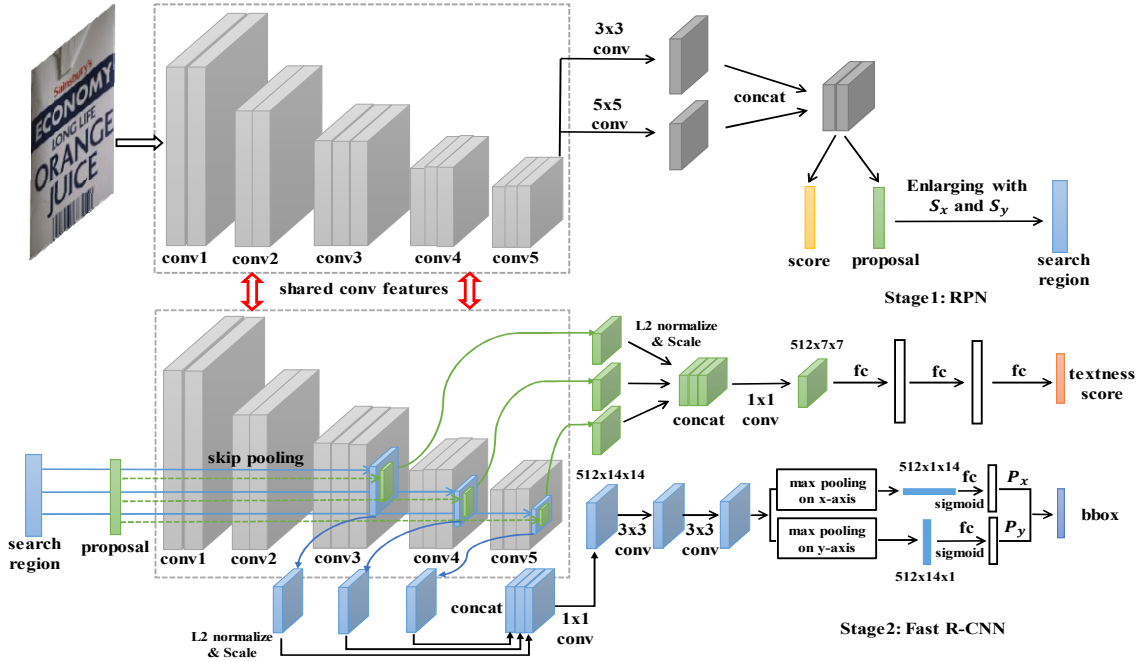 Sainsbury's
ECONOMY
LONG LIFE
ORANGE
JUICE
conv1
conv2
conv3
conv4
conv5
3x3
conv
5x5
conv
concat
score
proposal
Enlarging with
Sx and Sy
search
region
Stage1: RPN
shared conv features
search
region
proposal
skip pooling
conv1
conv2
conv3
conv4
conv5
L2 normalize
& Scale
concat
1x1
conv
512x7x7
fc
fc
fc
textness
score
L2 normalize
& Scale
concat
1x1
conv
512x14x14
3x3
conv
3x3
conv
max pooling
on x-axis
max pooling
on y-axis
512x1x14
fc
sigmoid
Px
512x14x1
fc
sigmoid
Py
bbox
Stage2: Fast R-CNN